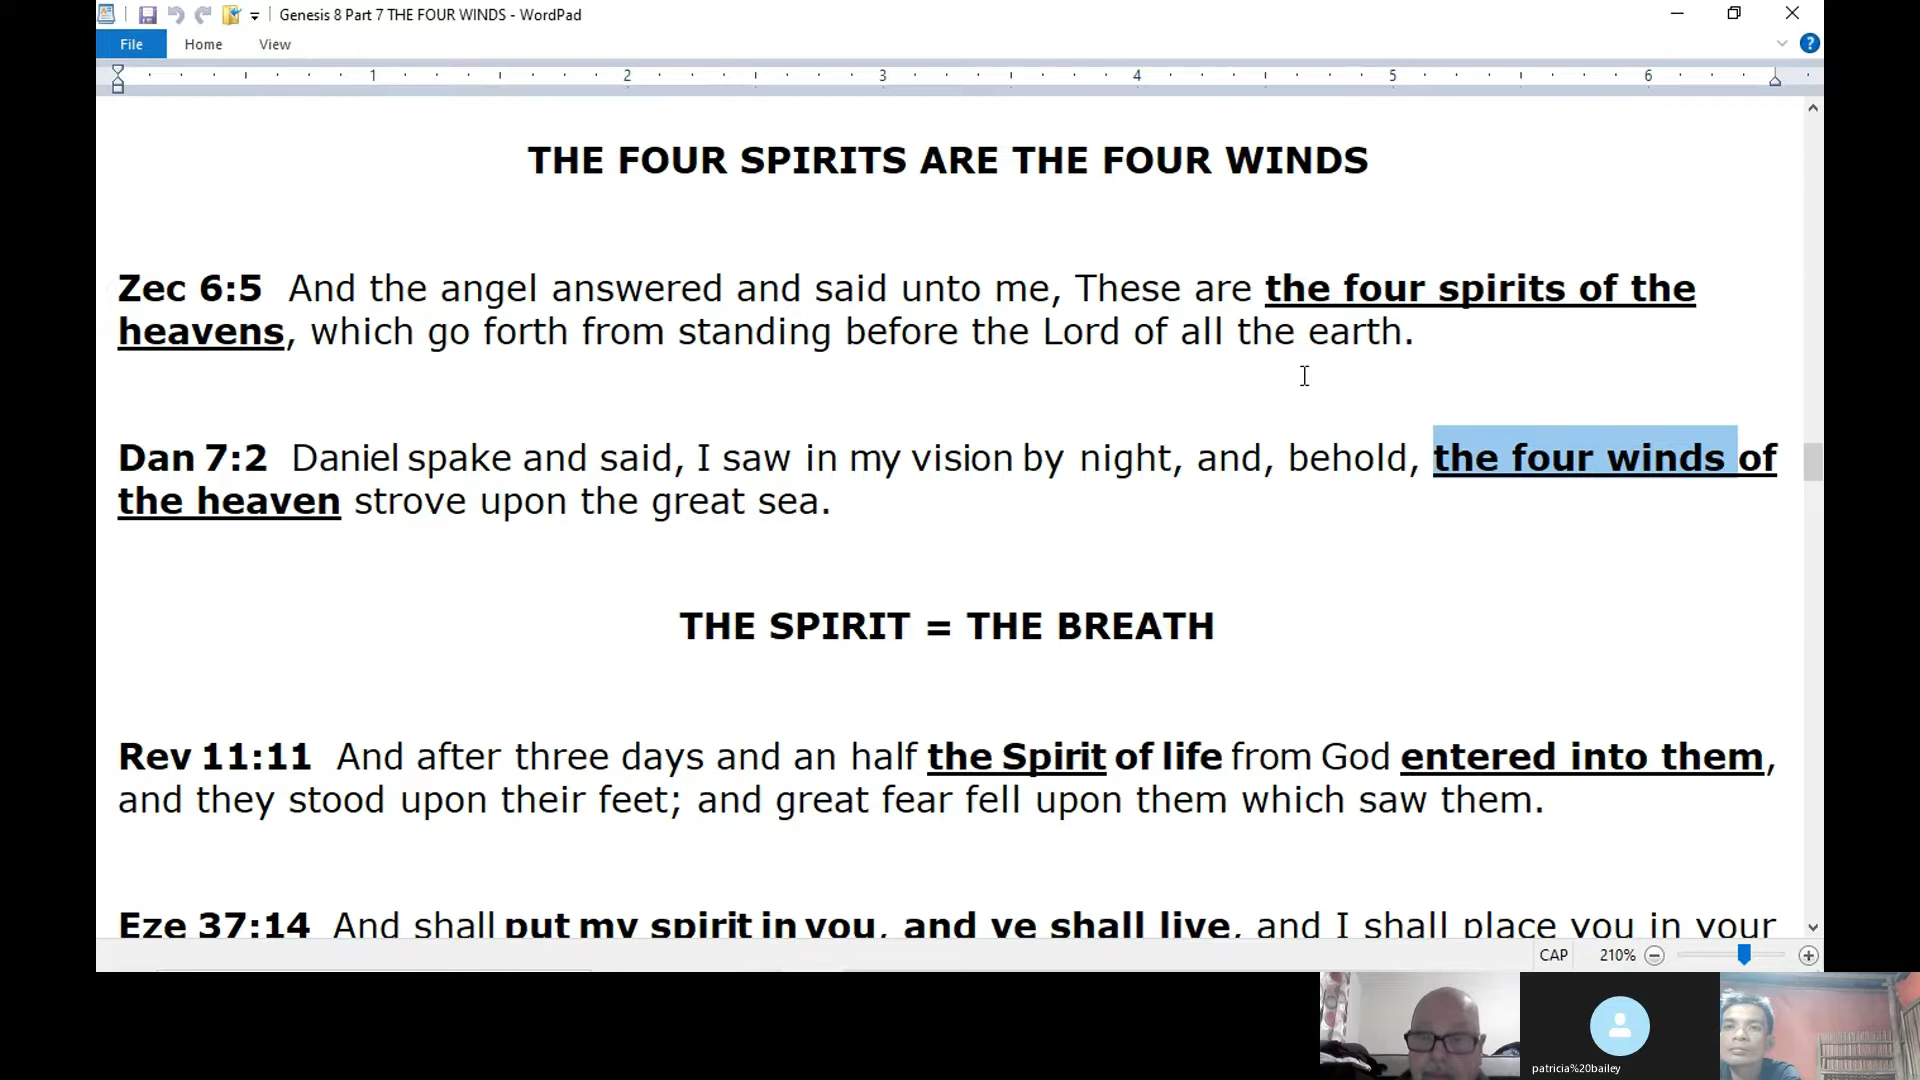 Genesis 8 Part 7 THE FOUR WINDS - WordPad
File Home View
1 2 3 4 5 6
THE FOUR SPIRITS ARE THE FOUR WINDS
Zec 6:5 And the angel answered and said unto me, These are the four spirits of the
heavens, which go forth from standing before the Lord of all the earth.
Dan 7:2 Daniel spake and said, I saw in my vision by night, and, behold, the four winds of
the heaven strove upon the great sea.
THE SPIRIT = THE BREATH
Rev 11:11 And after three days and an half the Spirit of life from God entered into them,
and they stood upon their feet; and great fear fell upon them which saw them.
Eze 37:14 And shall put my spirit in you, and ye shall live, and I shall place you in your
CAP 210%
patricia%20bailey